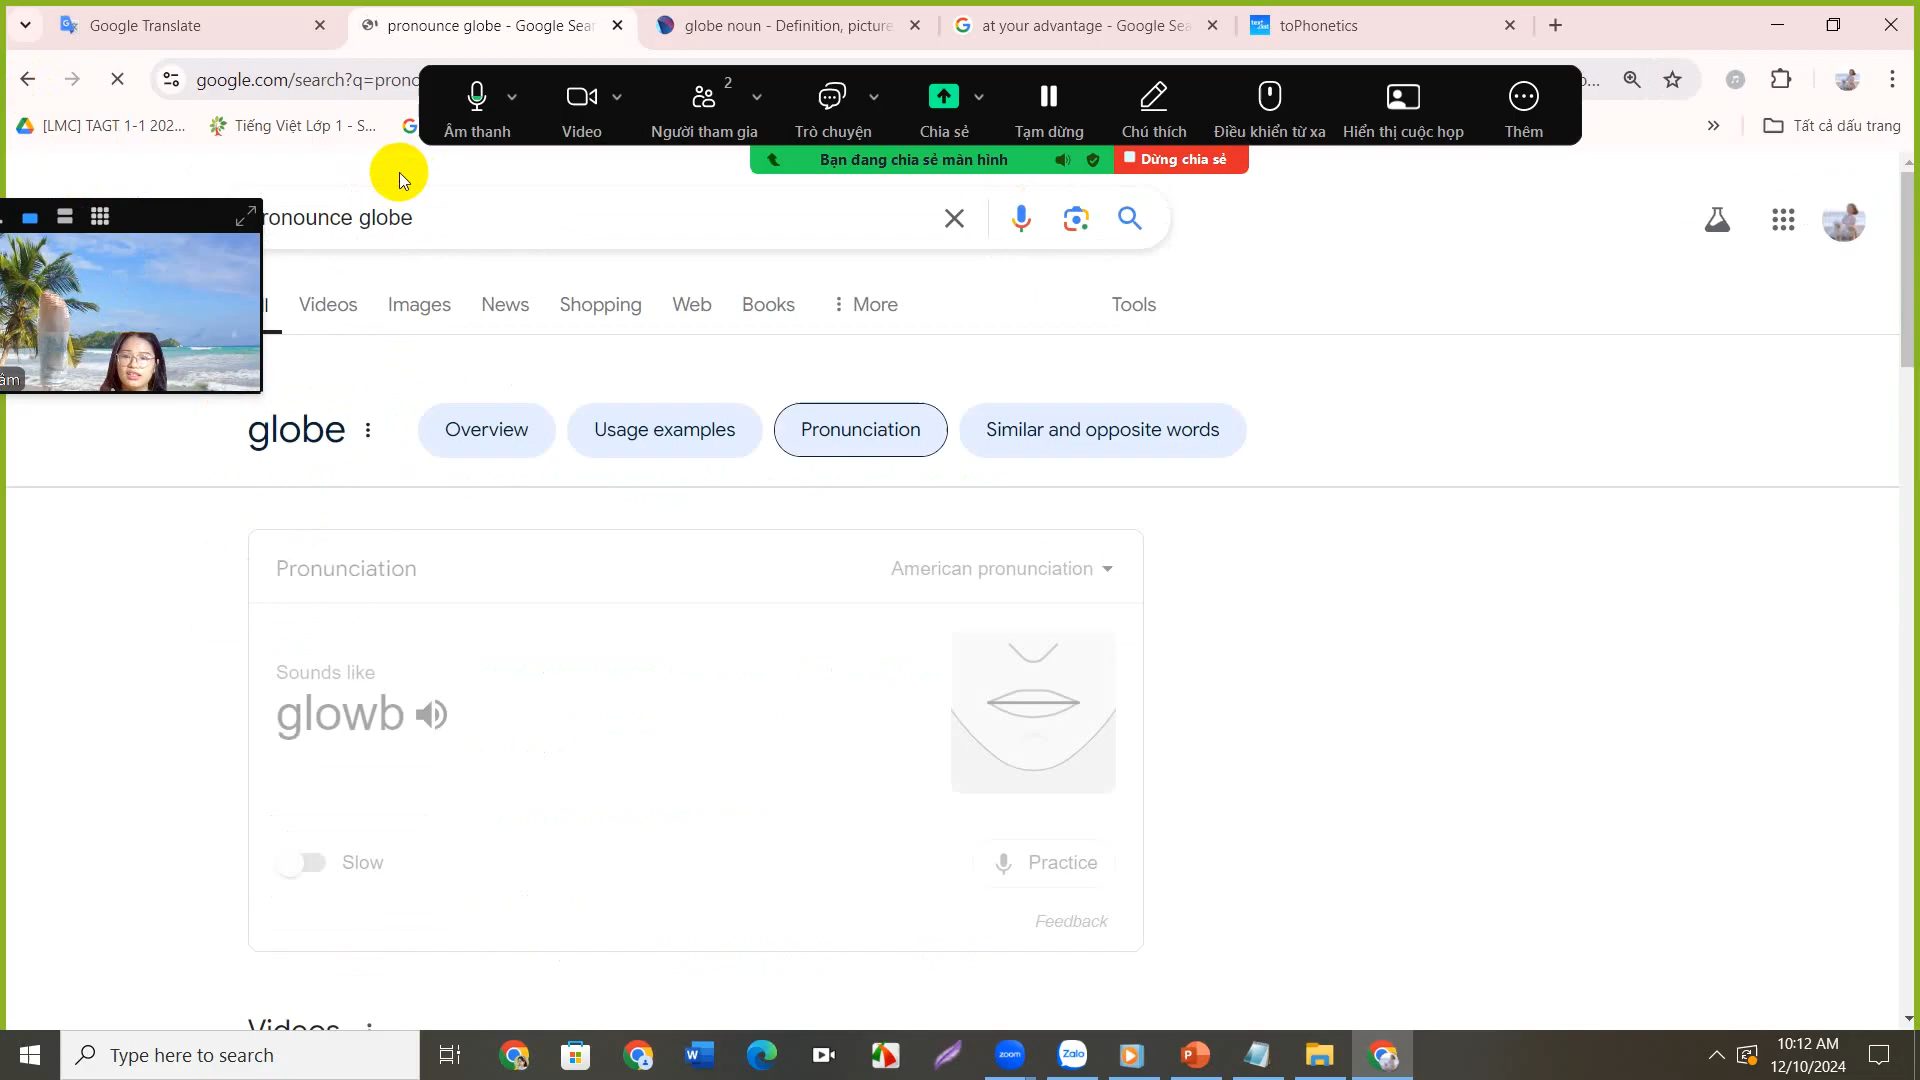 Google Translate
pronounce globe - Google Sear
globe noun - Definition, picture
at your advantage - Google Sea
toPhonetics
google.com/search?q=prono
[LMC] TAGT 1-1 202...
Tiếng Việt Lớp 1 - S...
Tất cả dấu trang
2
Âm thanh
Video
Người tham gia
Trò chuyện
Chia sẻ
Tạm dừng
Chú thích
Điều khiển từ xa
Hiển thị cuộc họp
Thêm
Bạn đang chia sẻ màn hình
Dừng chia sẻ
ronounce globe
Videos
Images
News
Shopping
Web
Books
More
Tools
âm
globe
Overview
Usage examples
Pronunciation
Similar and opposite words
Pronunciation
American pronunciation
Sounds like
glowb
Slow
Practice
Feedback
Videos
Type here to search
zoom
Zalo
10:12 AM
12/10/2024